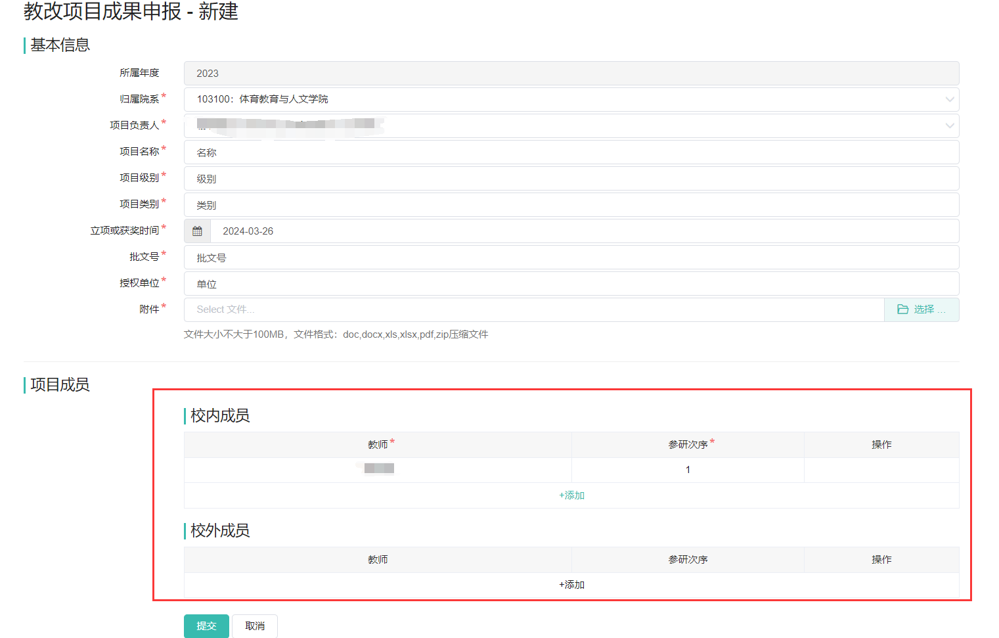 教改项目成果申报 - 新建
基本信息
所属年度 2023
归属院系* 103100：体育教育与人文学院
项目负责人*
项目名称* 名称
项目级别* 级别
项目类别* 类别
立项或获奖时间* 2024-03-26
批文号* 批文号
授权单位* 单位
附件* Select 文件... 选择 ...
文件大小不大于100MB，文件格式：doc,docx,xls,xlsx,pdf,zip压缩文件
项目成员
校内成员
教师* 参研次序* 操作
1
+添加
校外成员
教师 参研次序 操作
+添加
提交 取消